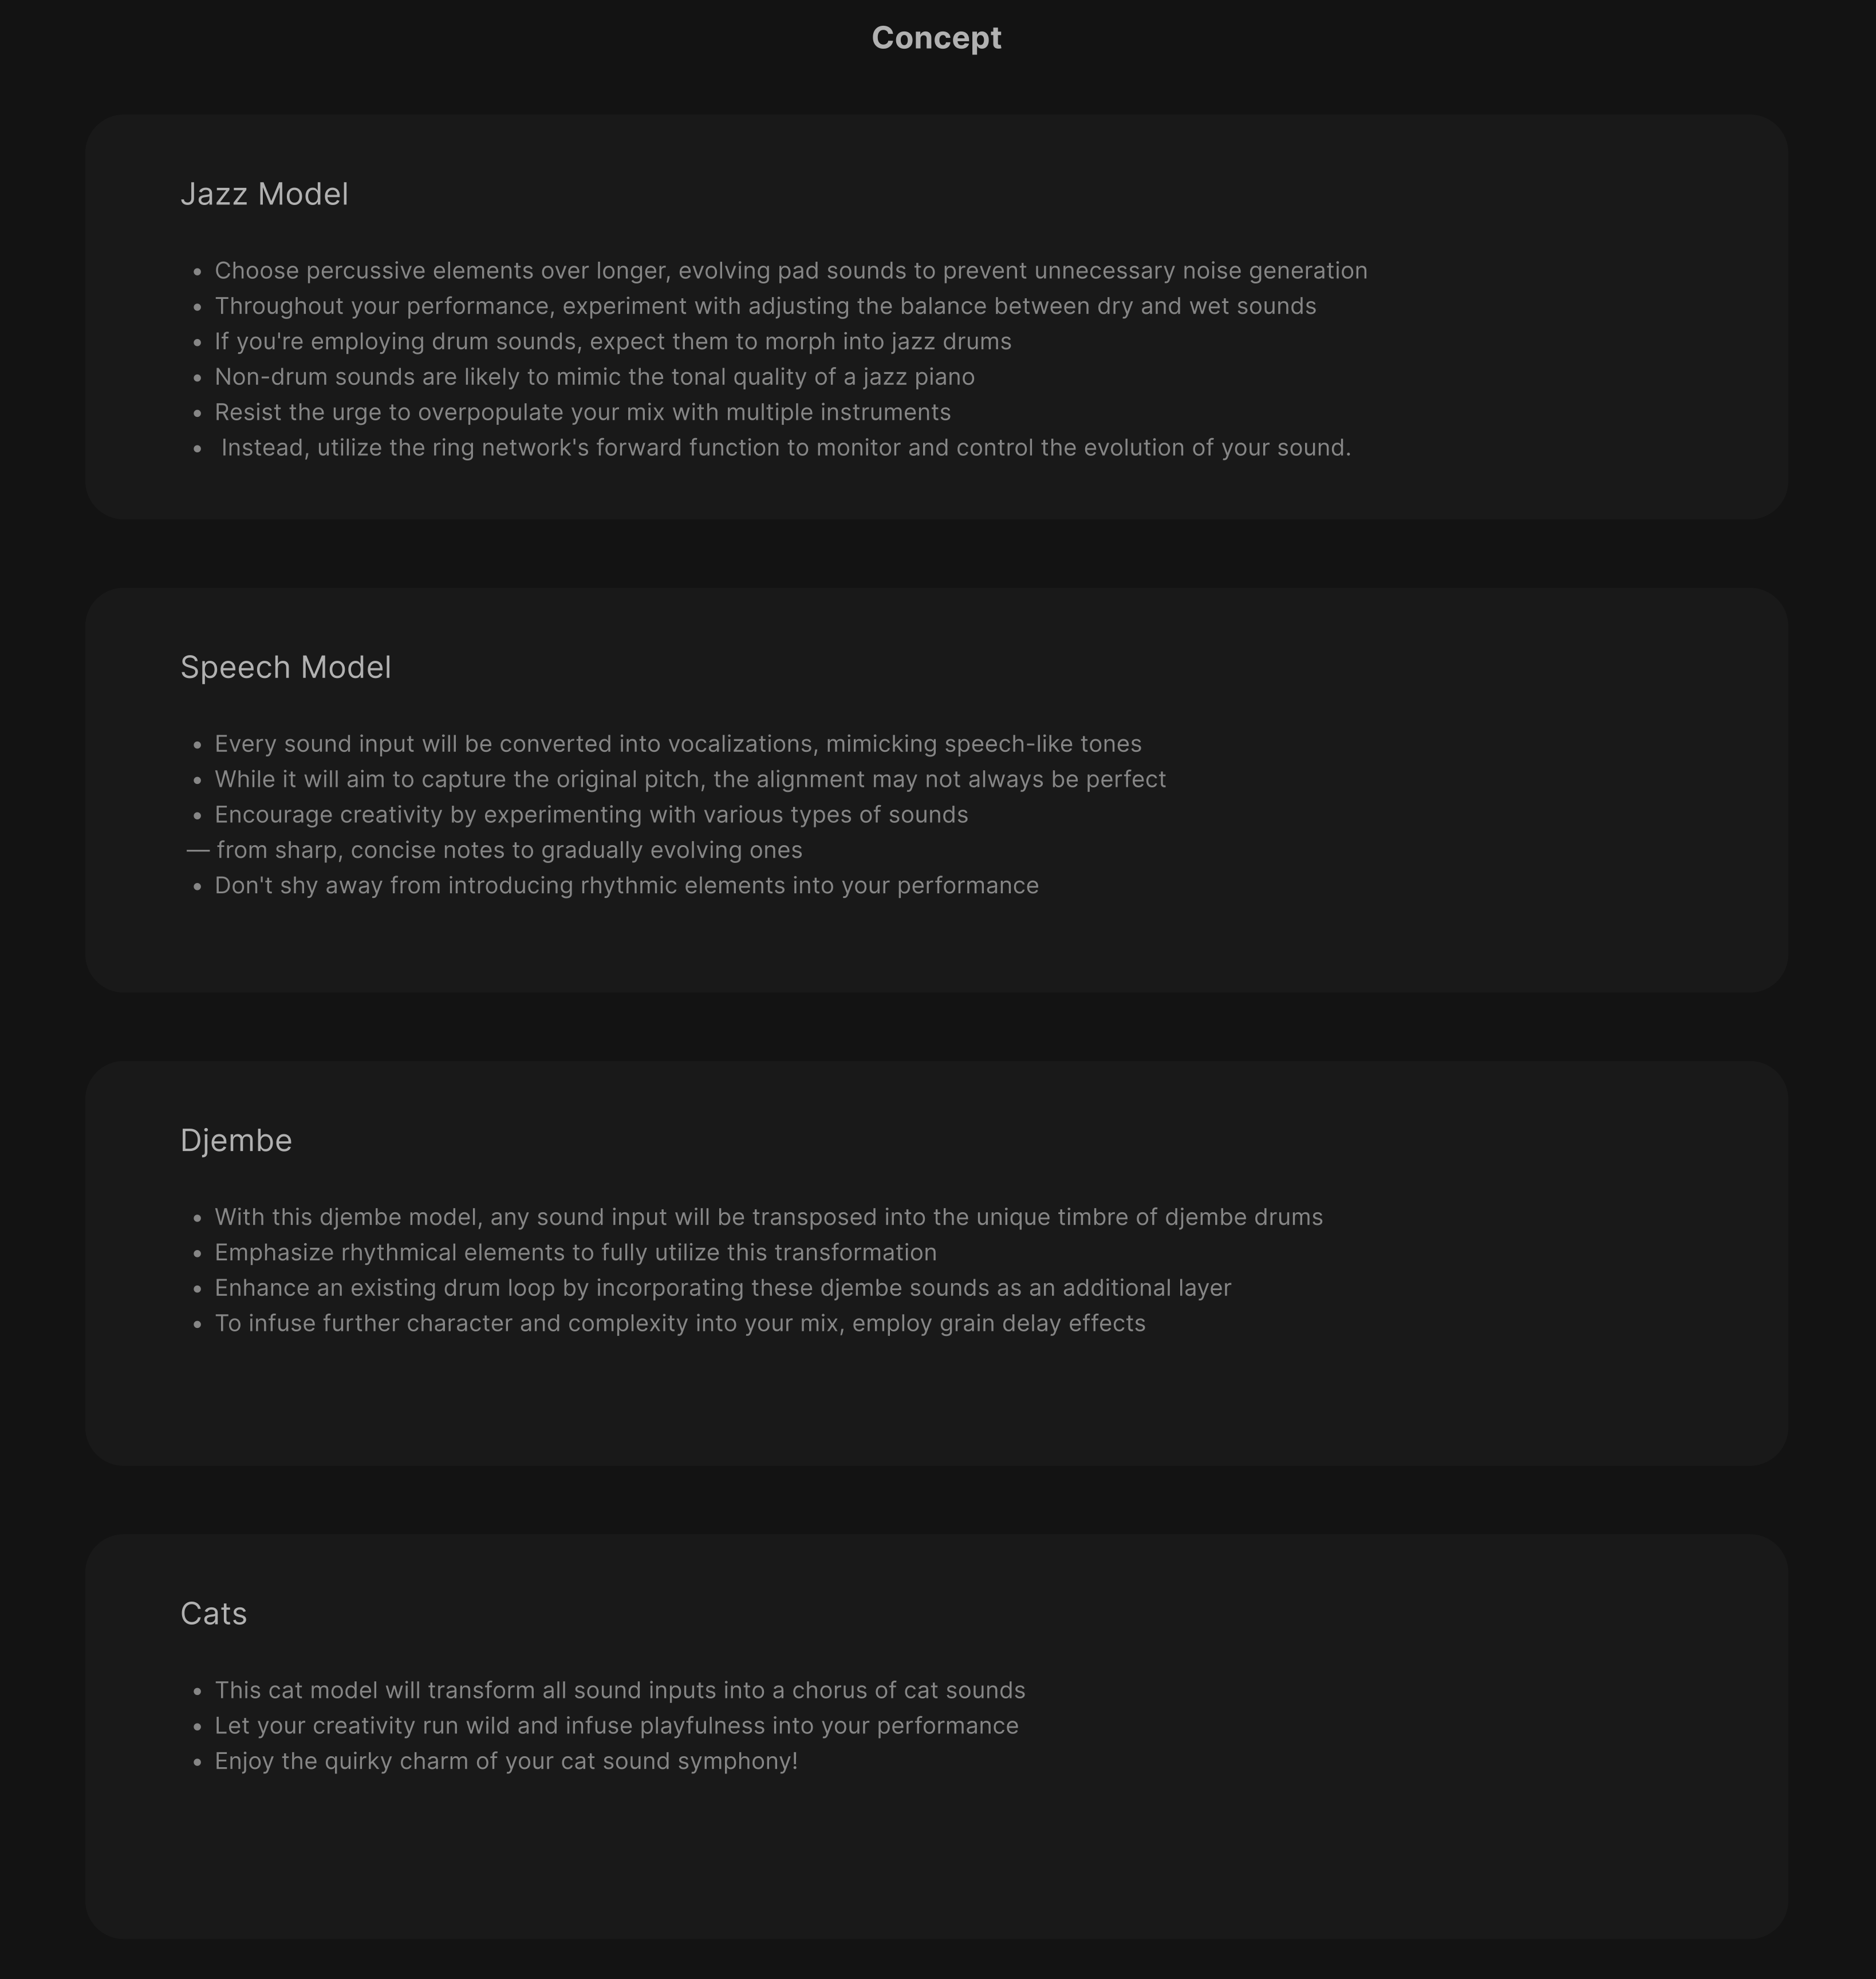 Concept
Jazz Model
• Choose percussive elements over longer, evolving pad sounds to prevent unnecessary noise generation
• Throughout your performance, experiment with adjusting the balance between dry and wet sounds
• If you're employing drum sounds, expect them to morph into jazz drums
• Non-drum sounds are likely to mimic the tonal quality of a jazz piano
• Resist the urge to overpopulate your mix with multiple instruments
• Instead, utilize the ring network's forward function to monitor and control the evolution of your sound.
Speech Model
• Every sound input will be converted into vocalizations, mimicking speech-like tones
• While it will aim to capture the original pitch, the alignment may not always be perfect
• Encourage creativity by experimenting with various types of sounds
— from sharp, concise notes to gradually evolving ones
• Don't shy away from introducing rhythmic elements into your performance
Djembe
• With this djembe model, any sound input will be transposed into the unique timbre of djembe drums
• Emphasize rhythmical elements to fully utilize this transformation
• Enhance an existing drum loop by incorporating these djembe sounds as an additional layer
• To infuse further character and complexity into your mix, employ grain delay effects
Cats
• This cat model will transform all sound inputs into a chorus of cat sounds
• Let your creativity run wild and infuse playfulness into your performance
• Enjoy the quirky charm of your cat sound symphony!